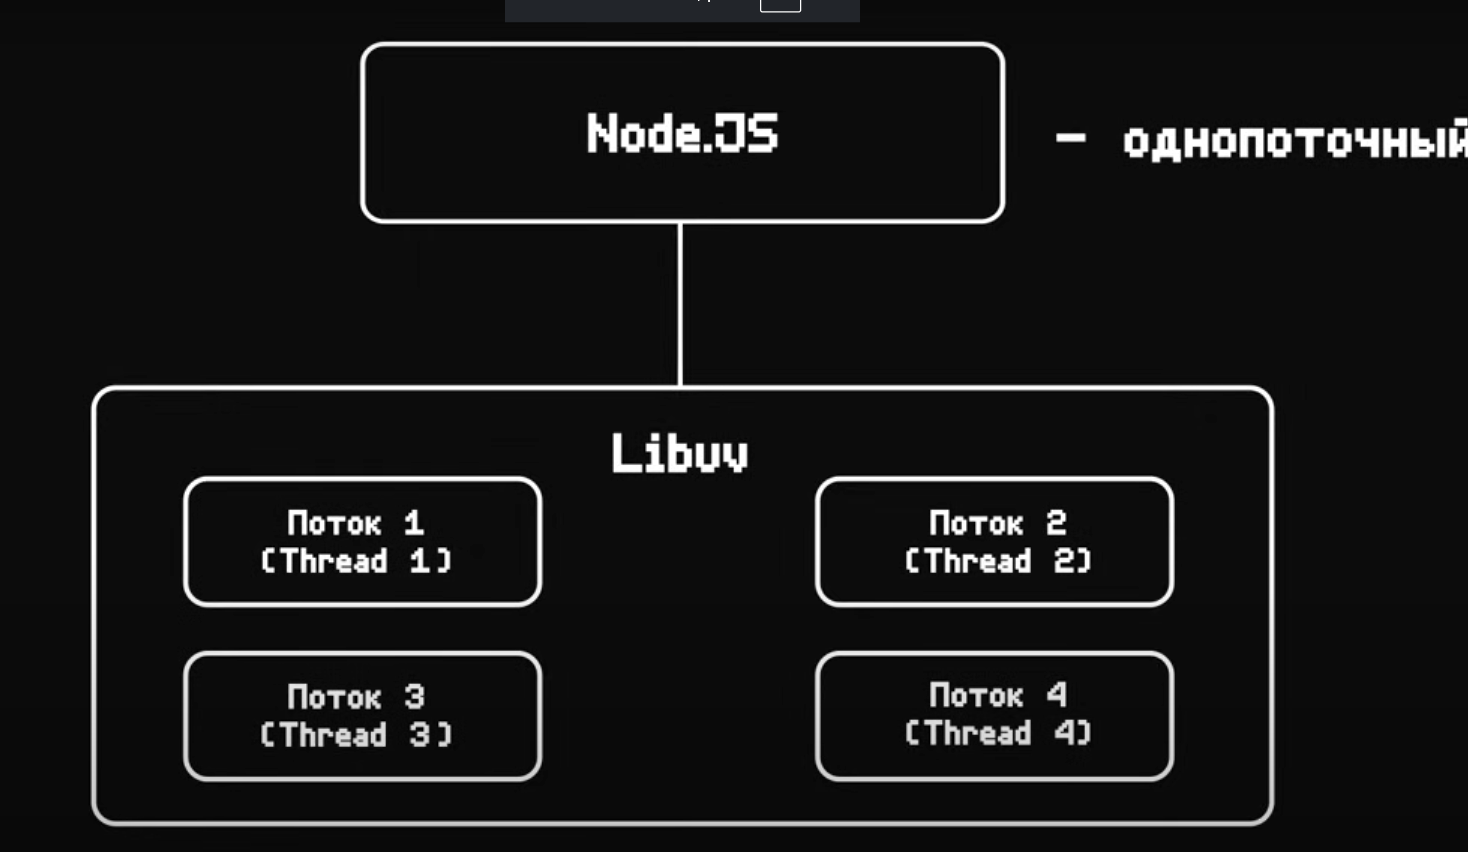 Node.JS
- однопоточный
Libuv
Поток 1
(Thread 1)
Поток 2
(Thread 2)
Поток 3
(Thread 3)
Поток 4
(Thread 4)